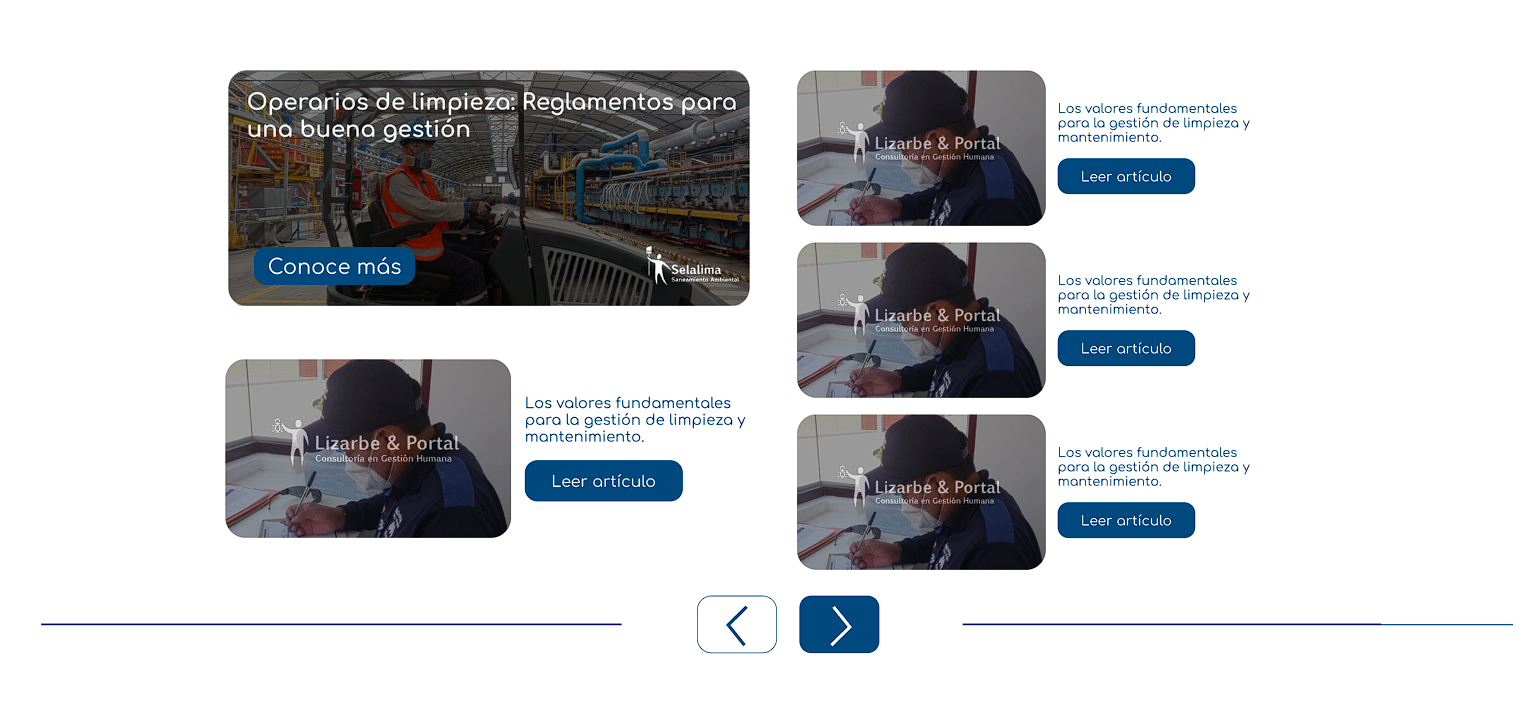 Operarios de limpieza: Reglamentos para
una buena gestión
Conoce más
Selalima
Saneamiento Ambiental
Lizarbe & Portal
Consultoría en Gestión Humana
Los valores fundamentales
para la gestión de limpieza y
mantenimiento.
Leer artículo
Lizarbe & Portal
Consultoría en Gestión Humana
Los valores fundamentales
para la gestión de limpieza y
mantenimiento.
Leer artículo
Lizarbe & Portal
Consultoría en Gestión Humana
Los valores fundamentales
para la gestión de limpieza y
mantenimiento.
Leer artículo
Lizarbe & Portal
Consultoría en Gestión Humana
Los valores fundamentales
para la gestión de limpieza y
mantenimiento.
Leer artículo